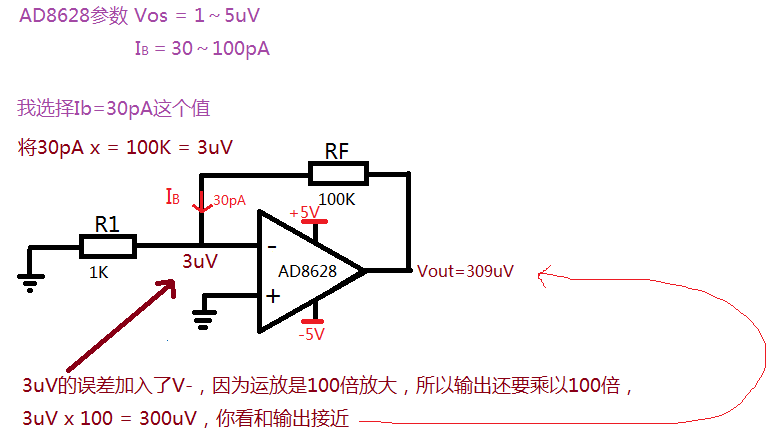 AD8628参数 Vos = 1~5uV
IB = 30~100pA
我选择Ib=30pA这个值
将30pA x = 100K = 3uV
RF
IB 30pA
100K
+5V
R1
-
3uV
AD8628
Vout=309uV
1K
+
-5V
3uV的误差加入了V-，因为运放是100倍放大，所以输出还要乘以100倍，
3uV x 100 = 300uV，你看和输出接近